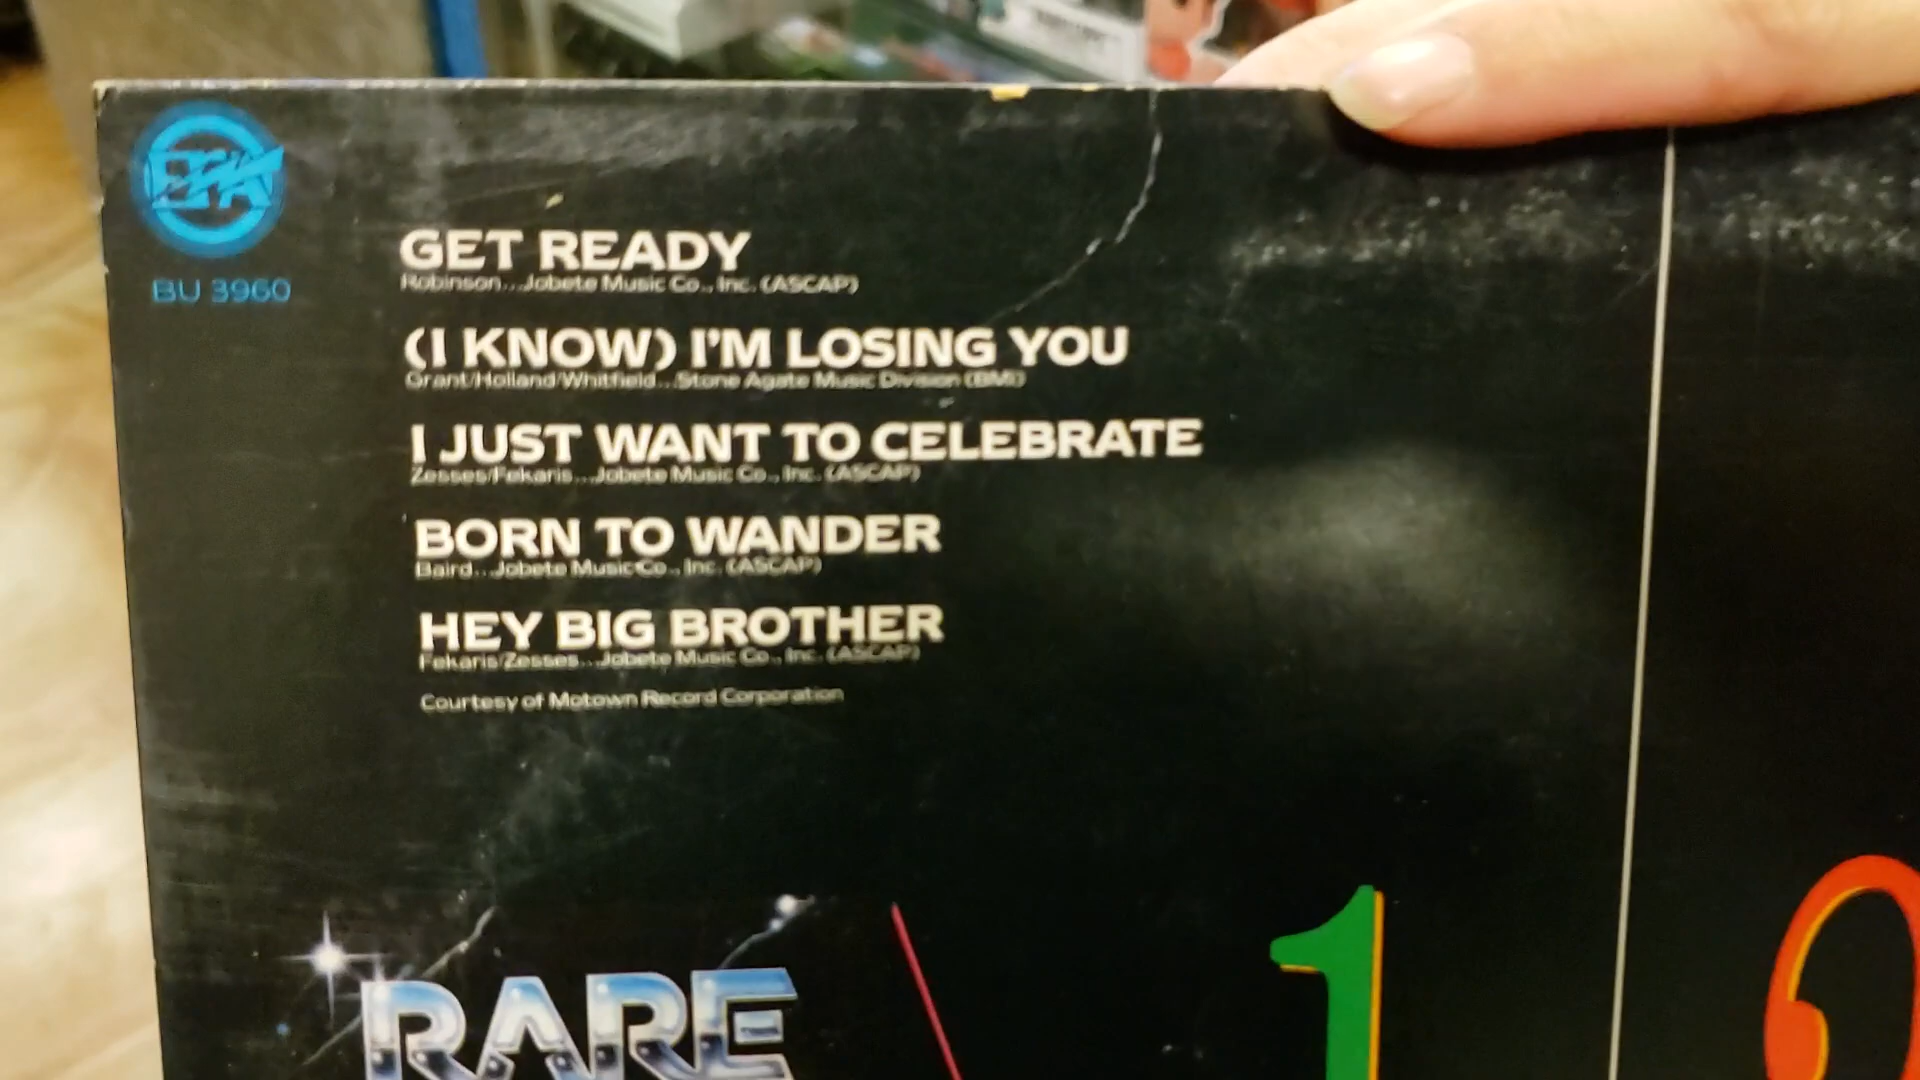 BU 3960
GET READY
Robinson...Jobete Music Co., Inc. (ASCAP)
(I KNOW) I'M LOSING YOU
Grant/Holland/Whitfield...Stone Agate Music Division (BMI)
I JUST WANT TO CELEBRATE
Zesses/Fekaris...Jobete Music Co., Inc. (ASCAP)
BORN TO WANDER
Baird...Jobete Music Co., Inc. (ASCAP)
HEY BIG BROTHER
Fekaris/Zesses...Jobete Music Co., Inc. (ASCAP)
Courtesy of Motown Record Corporation
RARE
1